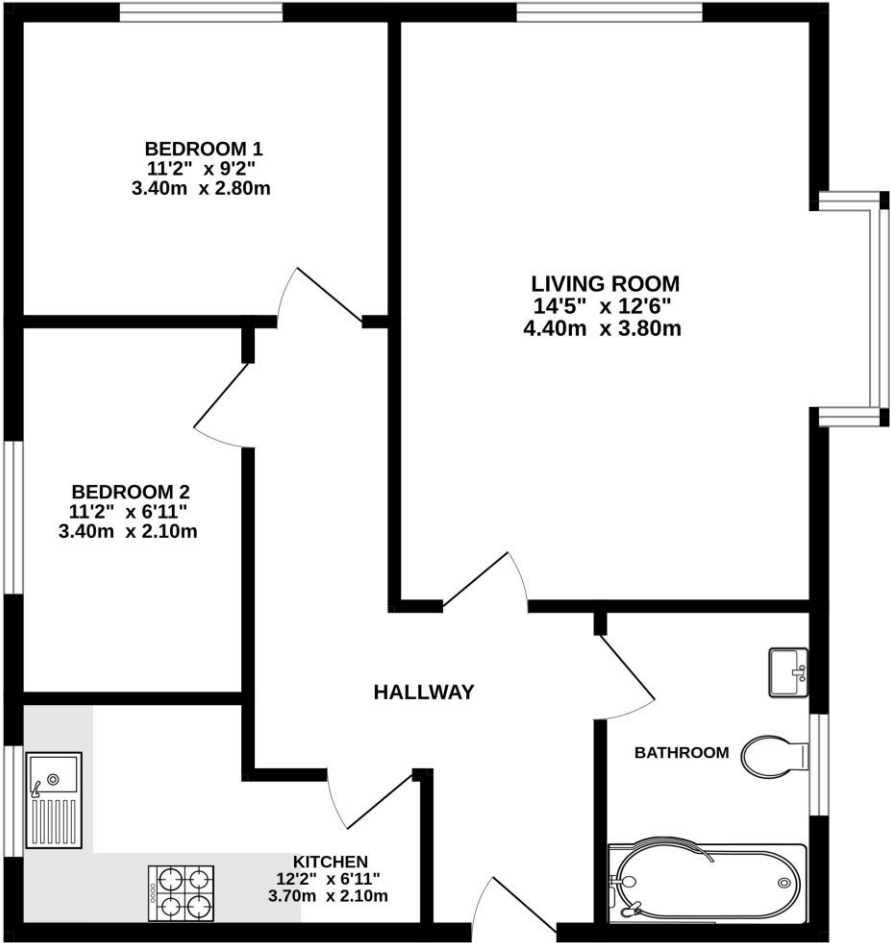 BEDROOM 1
11'2" x 9'2"
3.40m x 2.80m
LIVING ROOM
14'5" x 12'6"
4.40m x 3.80m
BEDROOM 2
11'2" x 6'11"
3.40m x 2.10m
HALLWAY
BATHROOM
KITCHEN
12'2" x 6'11"
3.70m x 2.10m